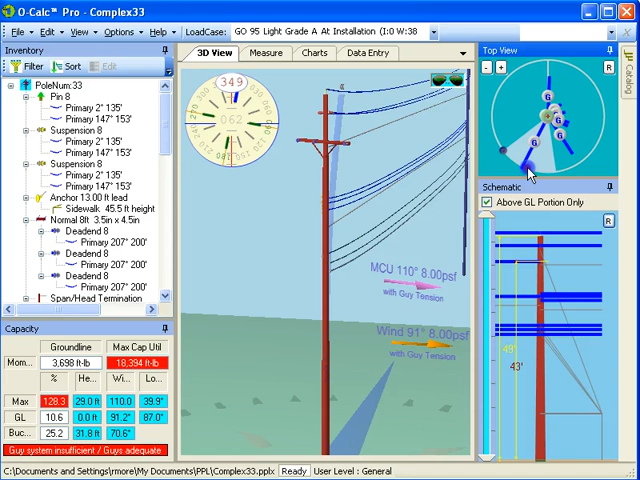 O-Calc™ Pro - Complex33
File Edit View Options Help LoadCase: GO 95 Light Grade A At Installation (I:0 W:38
Inventory
Filter Sort Edit
PoleNum:33
Pin 8
Primary 2° 135'
Primary 147° 153'
Suspension 8
Primary 2° 135'
Primary 147° 153'
Suspension 8
Primary 2° 135'
Primary 147° 153'
Anchor 13.00 ft lead
Sidewalk 45.5 ft height
Normal 8ft 3.5in x 4.5in
Deadend 8
Primary 207° 200'
Deadend 8
Primary 207° 200'
Deadend 8
Primary 207° 200'
Span/Head Termination
Capacity
Groundline Max Cap Util
Mom... 3,698 ft-lb 18,394 ft-lb
% He... Wi... Lo...
Max 128.3 29.0 ft 110.0 39.9°
GL 10.6 0.0 ft 91.2° 87.0°
Buc... 25.2 31.8 ft 70.6°
Guy system insufficient / Guys adequate
3D View Measure Charts Data Entry
349
062
MCU 110° 8.00psf
with Guy Tension
Wind 91° 8.00psf
with Guy Tension
Top View
- + R
G
G
G
G
Schematic
Above GL Portion Only
R
49'
43'
Catalog
C:\Documents and Settings\rmore\My Documents\PPL\Complex33.pplx Ready User Level : General